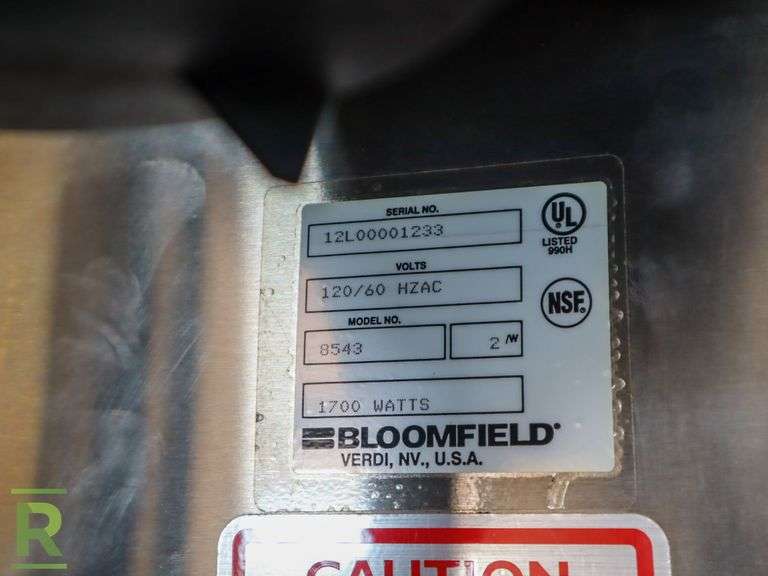 SERIAL NO.
12L00001233
UL
LISTED
990H
VOLTS
120/60 HZAC
NSF®
MODEL NO.
8543
2 /W
1700 WATTS
BLOOMFIELD®
VERDI, NV., U.S.A.
CAUTION
R